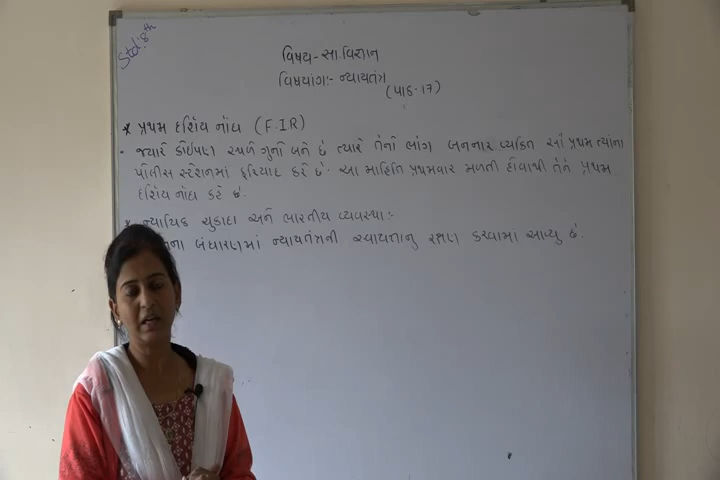 Std:- 8th
વિષય - સા. વિજ્ઞાન
વિષયાંગ:- ન્યાયતંત્ર
(પાઠ-17)
* પ્રથમ દર્શિય નોંધ (F.I.R)
- જ્યારે કોઈપણ સ્થળે ગુનો બને છે ત્યારે તેનો ભોગ બનનાર વ્યકિત સૌ પ્રથમ ત્યાંના
પોલીસ સ્ટેશનમાં ફરિયાદ કરે છે. આ માહિતિ પ્રથમવાર મળતી હોવાથી તેને પ્રથમ
દર્શિય નોંધ કહે છે.
* ન્યાયિક ચુકાદા અને ભારતીય વ્યવસ્થા:-
બંધારણમાં ન્યાયતંત્રની સ્વાયત્તાનુ રક્ષણ કરવામાં આવ્યુ છે.